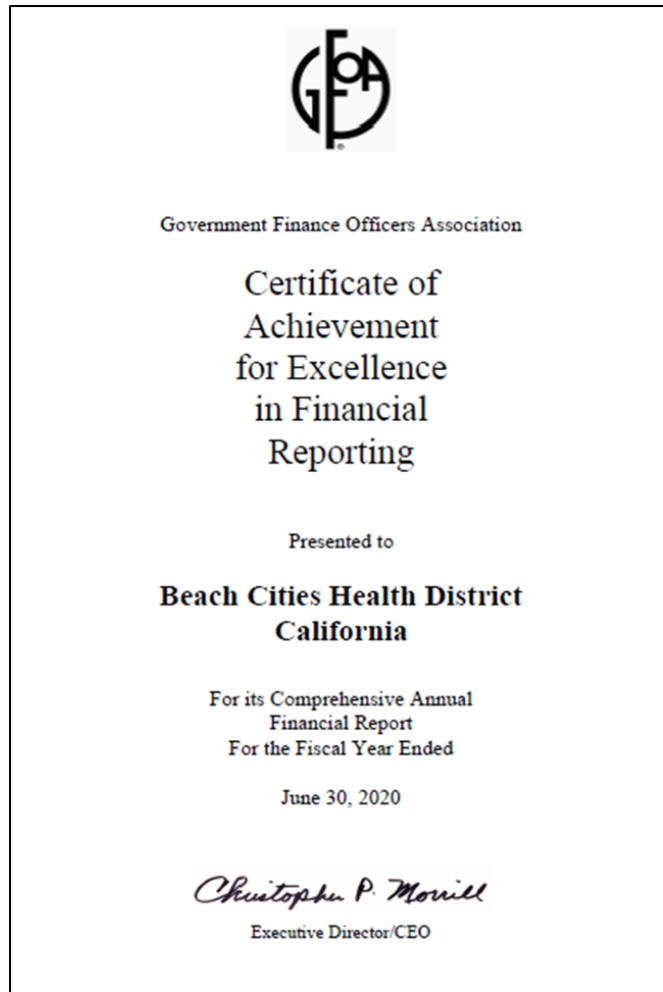 GFOA
®
Government Finance Officers Association
Certificate of
Achievement
for Excellence
in Financial
Reporting
Presented to
Beach Cities Health District
California
For its Comprehensive Annual
Financial Report
For the Fiscal Year Ended
June 30, 2020
Christopher P. Morrill
Executive Director/CEO